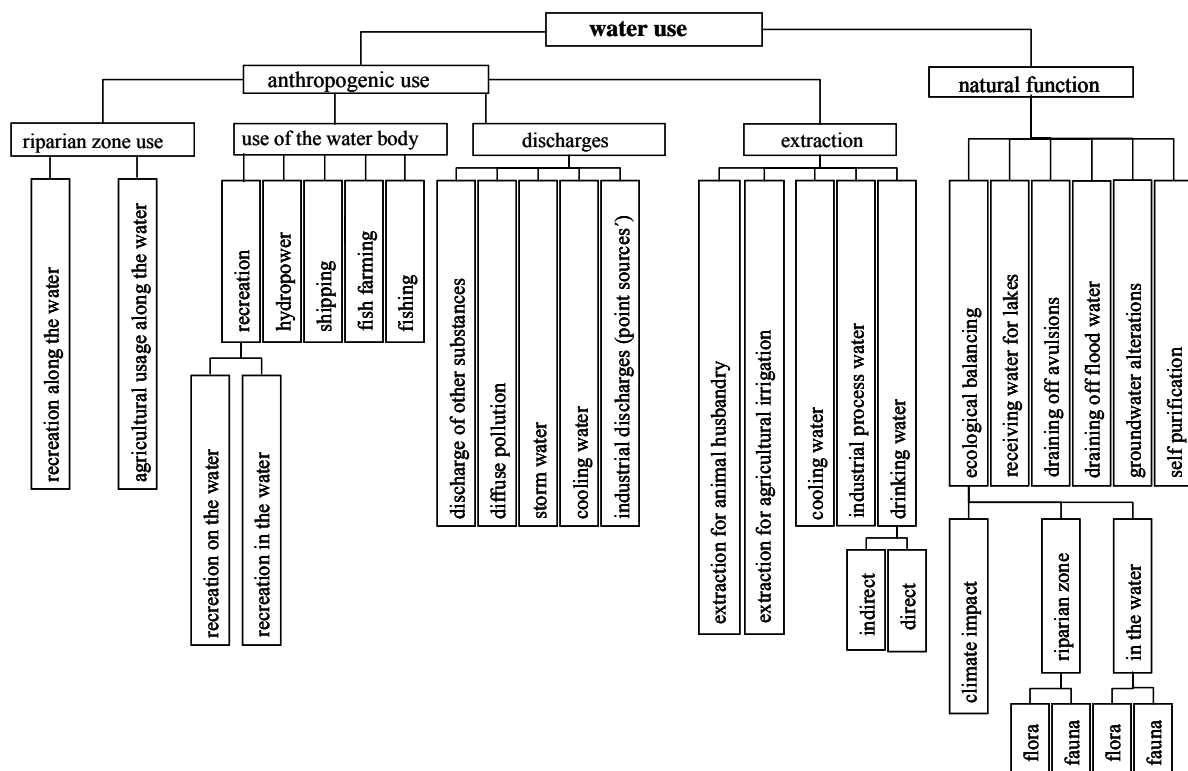 water use
anthropogenic use
natural function
riparian zone use
use of the water body
discharges
extraction
recreation along the water
agricultural usage along the water
recreation
hydropower
shipping
fish farming
fishing
recreation on the water
recreation in the water
discharge of other substances
diffuse pollution
storm water
cooling water
industrial discharges (point sources´)
extraction for animal husbandry
extraction for agricultural irrigation
cooling water
industrial process water
drinking water
indirect
direct
ecological balancing
receiving water for lakes
draining off avulsions
draining off flood water
groundwater alterations
self purification
climate impact
riparian zone
in the water
flora
fauna
flora
fauna